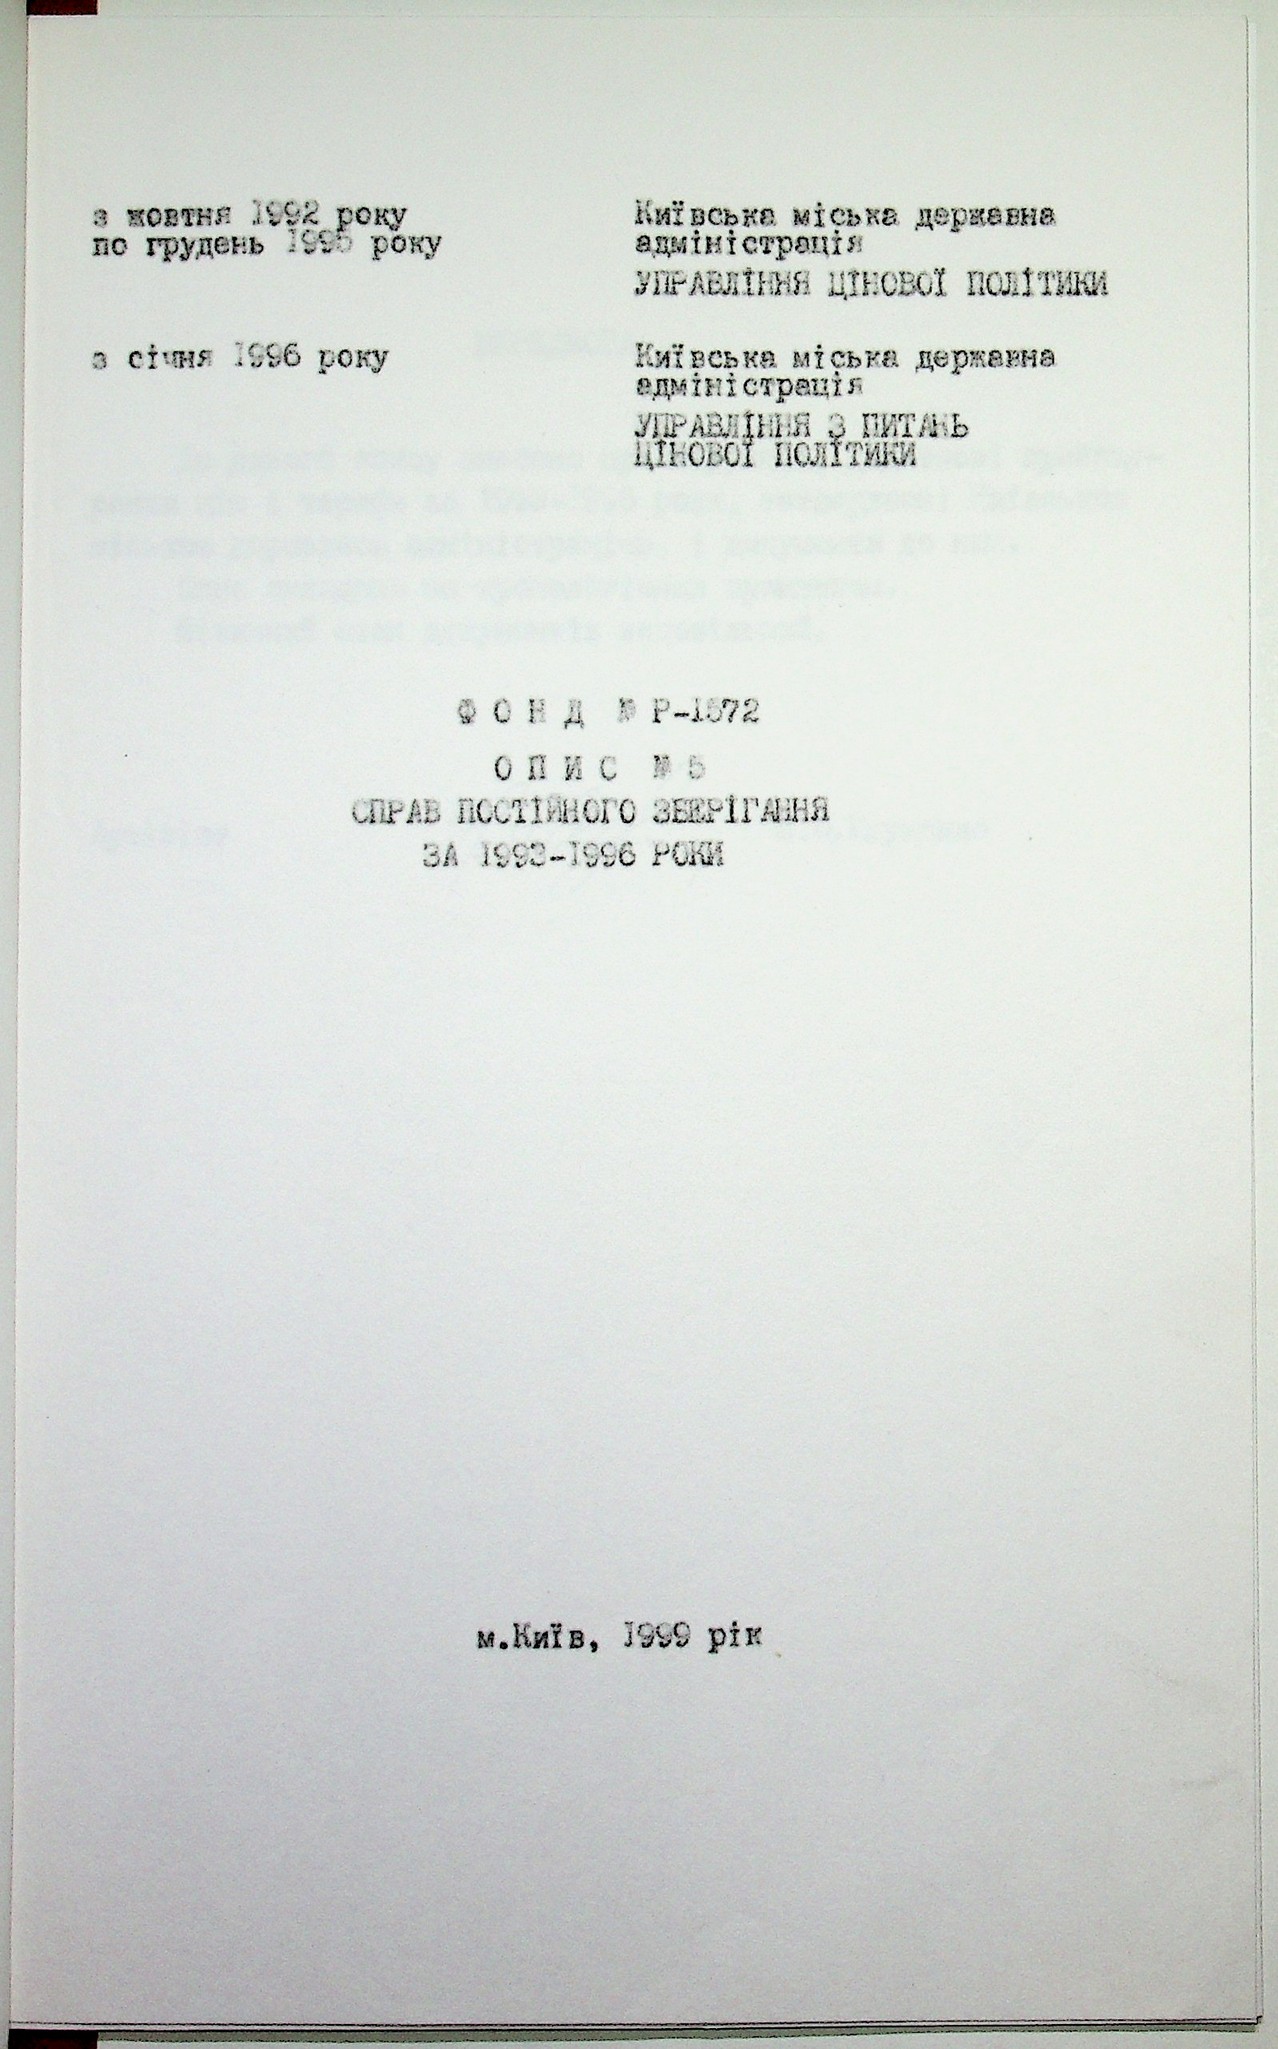 з жовтня 1992 року
по грудень 1995 року
Київська міська державна
адміністрація
УПРАВЛІННЯ ЦІНОВОЇ ПОЛІТИКИ
з січня 1996 року
Київська міська державна
адміністрація
УПРАВЛІННЯ З ПИТАНЬ
ЦІНОВОЇ ПОЛІТИКИ
Ф О Н Д № Р-1572
О П И С № 5
СПРАВ ПОСТІЙНОГО ЗБЕРІГАННЯ
ЗА 1993-1996 РОКИ
м.Київ, 1999 рік